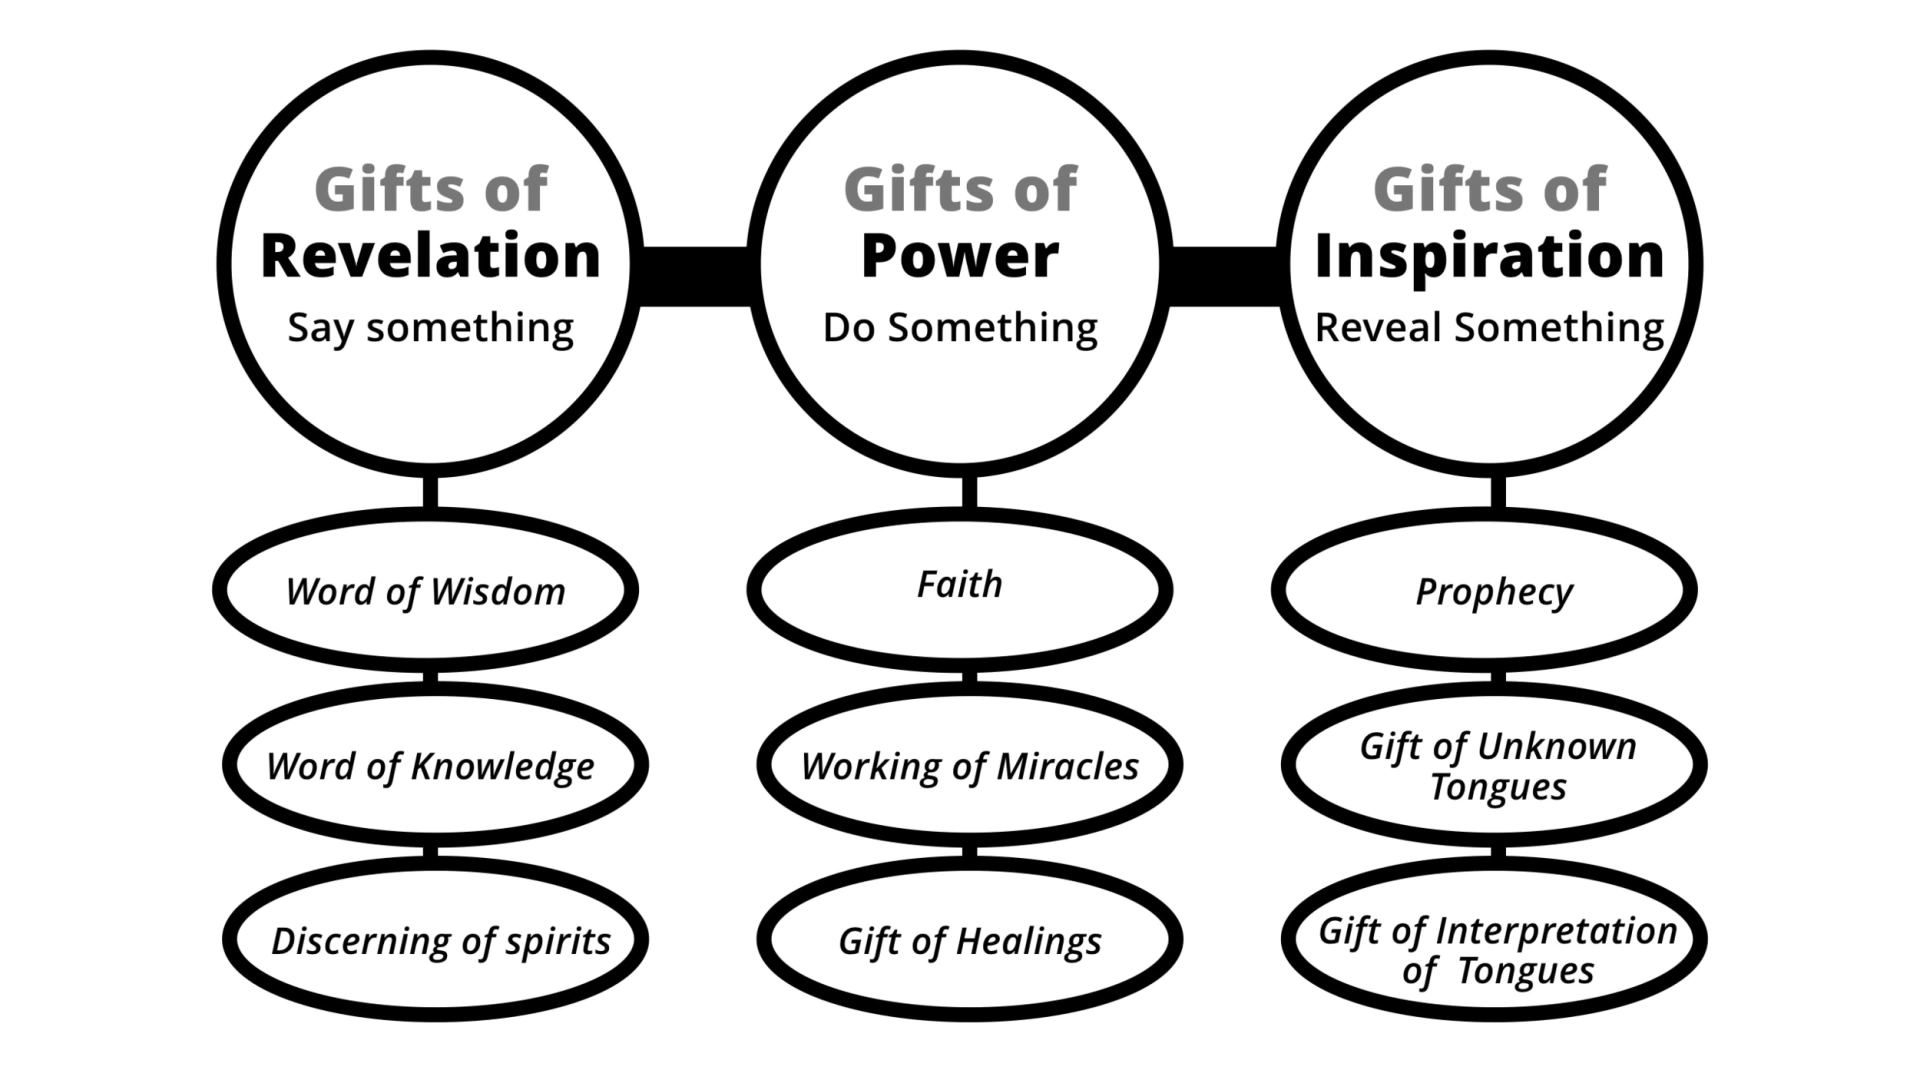 Gifts of
Revelation
Say something
Word of Wisdom
Word of Knowledge
Discerning of spirits
Gifts of
Power
Do Something
Faith
Working of Miracles
Gift of Healings
Gifts of
Inspiration
Reveal Something
Prophecy
Gift of Unknown
Tongues
Gift of Interpretation
of  Tongues